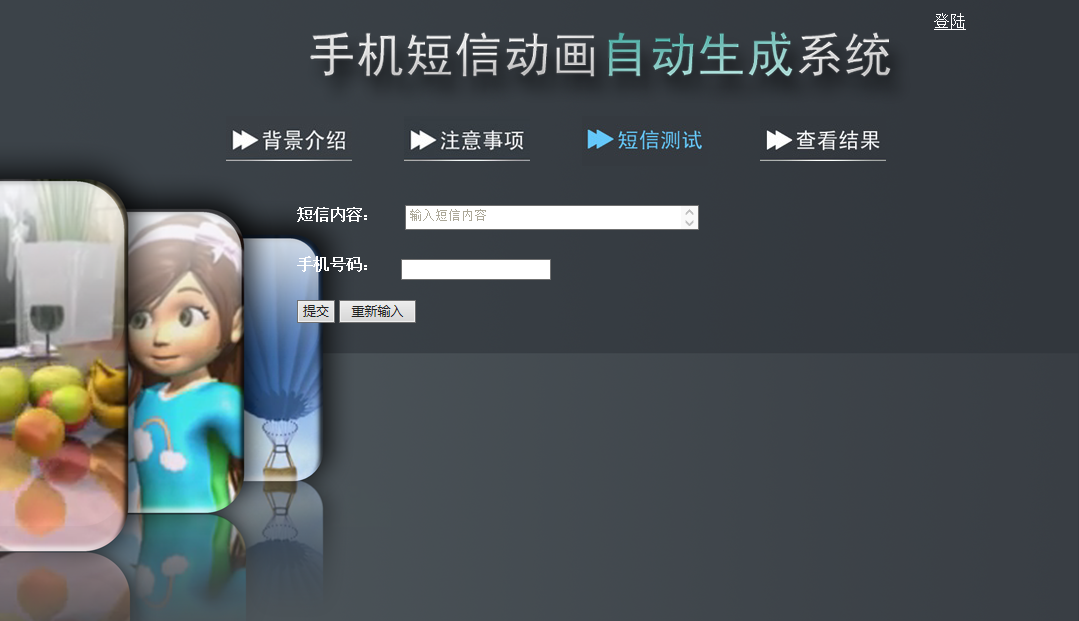 登陆
手机短信动画自动生成系统
背景介绍 注意事项 短信测试 查看结果
短信内容： 输入短信内容
手机号码：
提交 重新输入